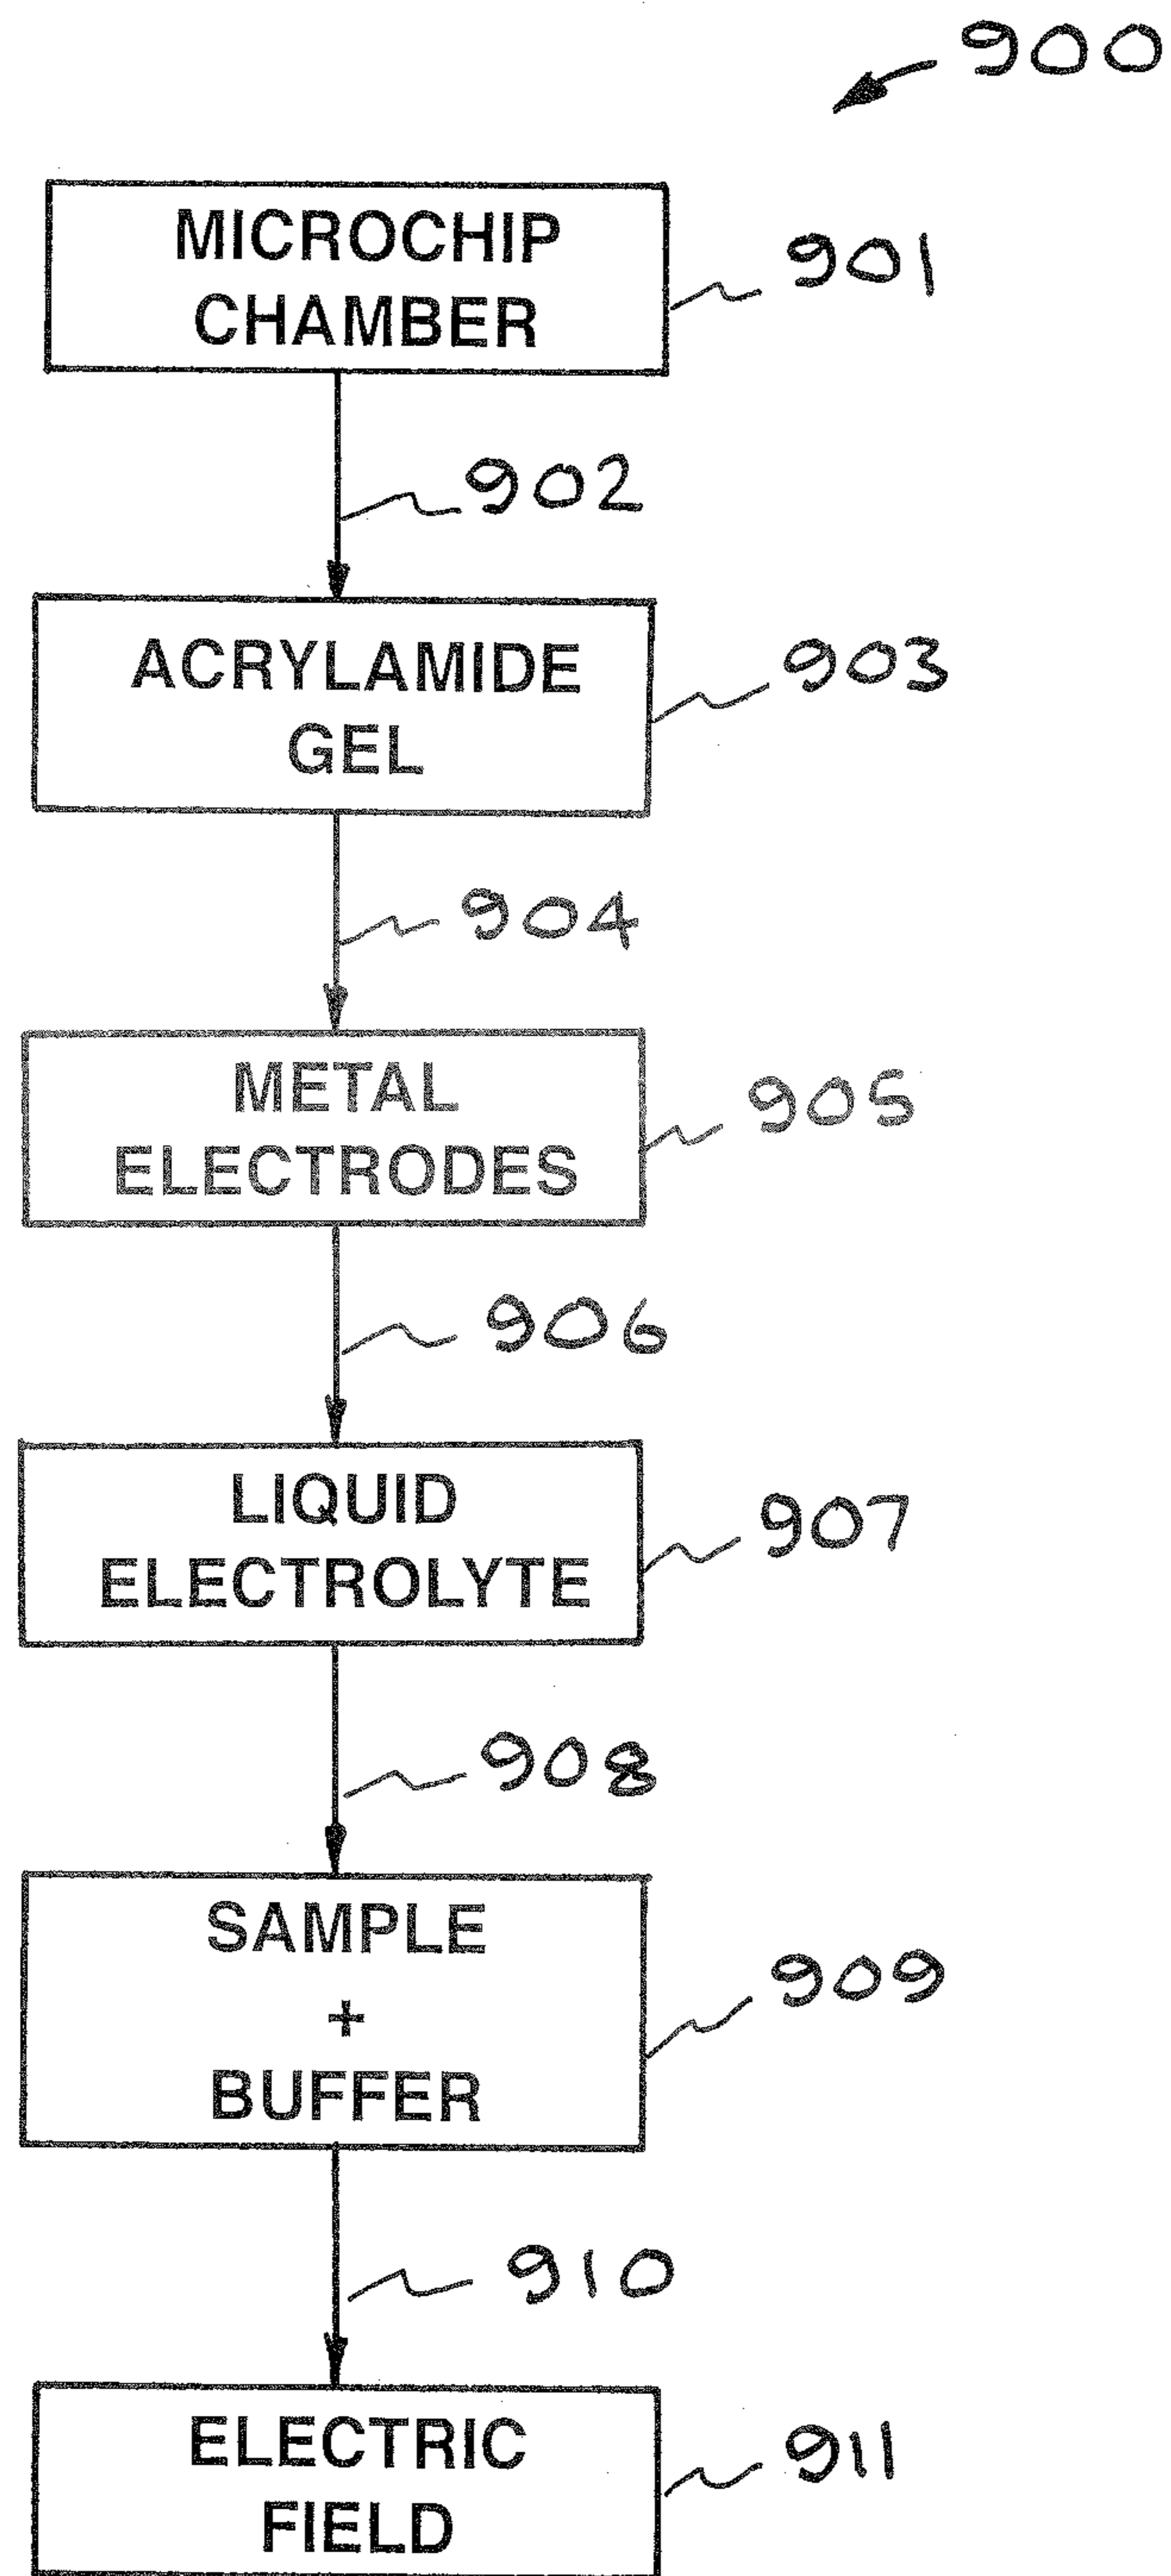 900
MICROCHIP
CHAMBER
901
902
ACRYLAMIDE
GEL
903
904
METAL
ELECTRODES
905
906
LIQUID
ELECTROLYTE
907
908
SAMPLE
+
BUFFER
909
910
ELECTRIC
FIELD
911